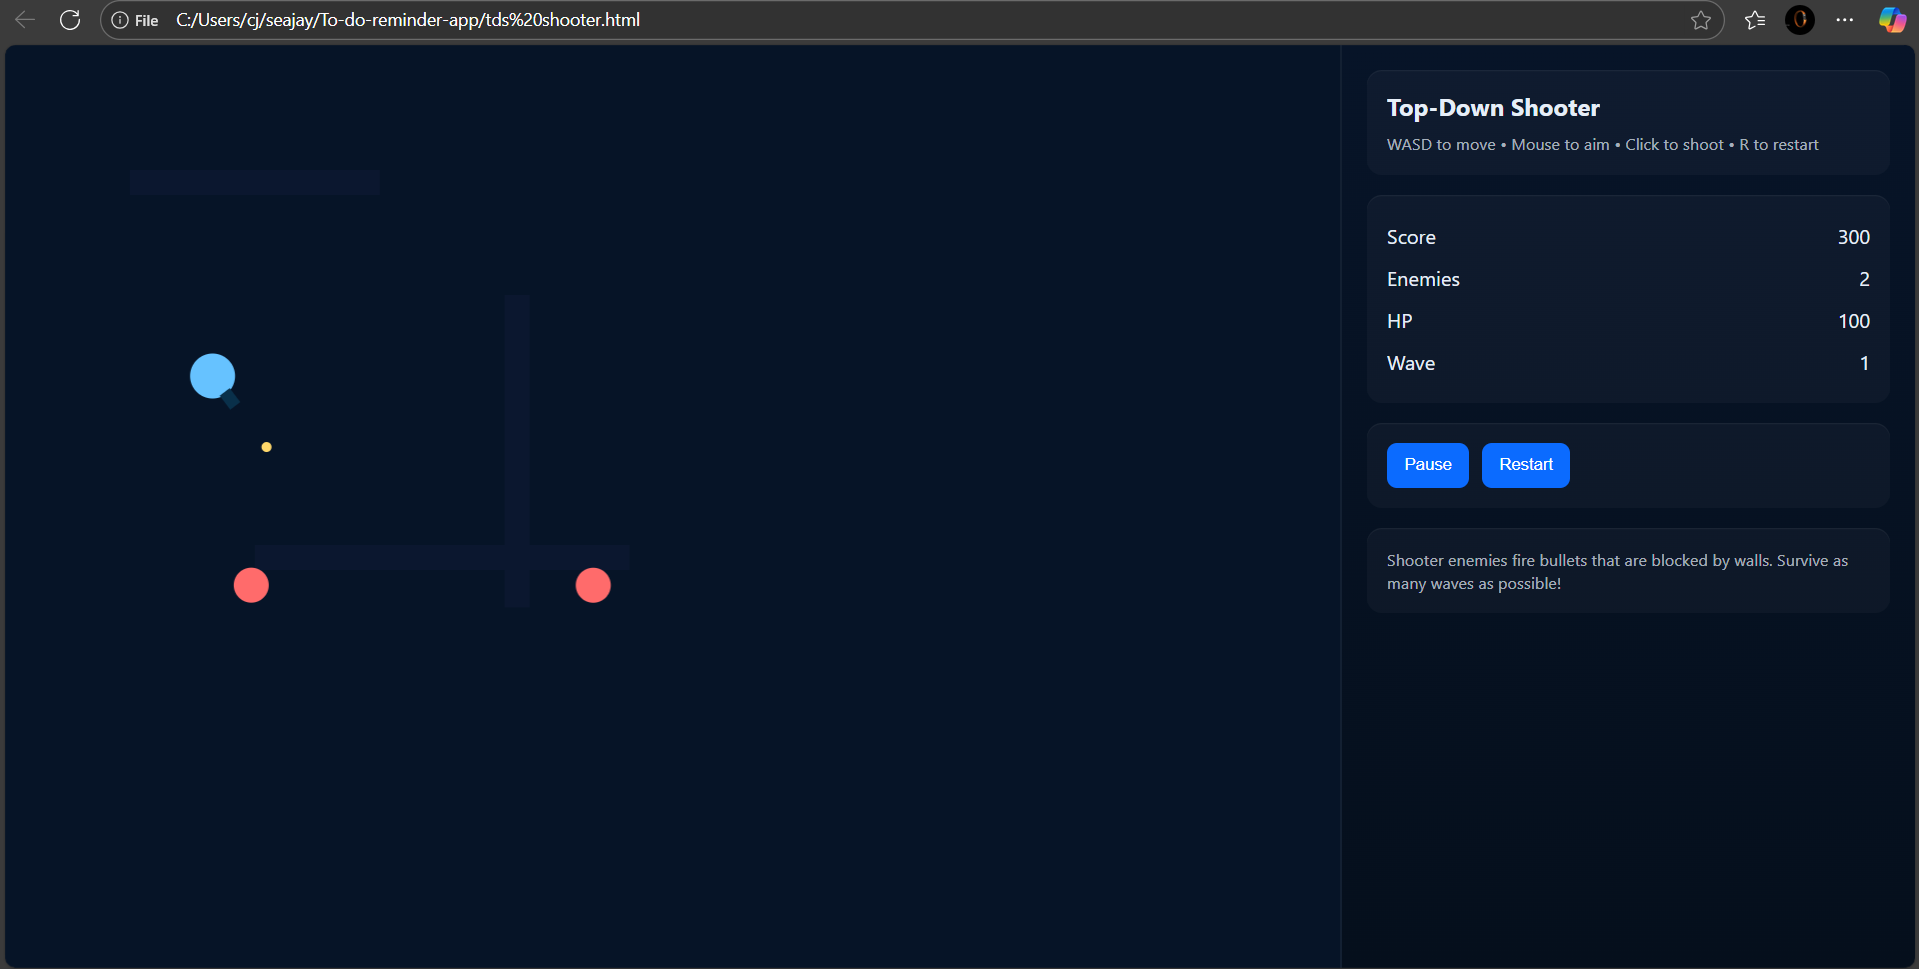 File C:/Users/cj/seajay/To-do-reminder-app/tds%20shooter.html
Top-Down Shooter
WASD to move • Mouse to aim • Click to shoot • R to restart
Score 300
Enemies 2
HP 100
Wave 1
Pause Restart
Shooter enemies fire bullets that are blocked by walls. Survive as
many waves as possible!